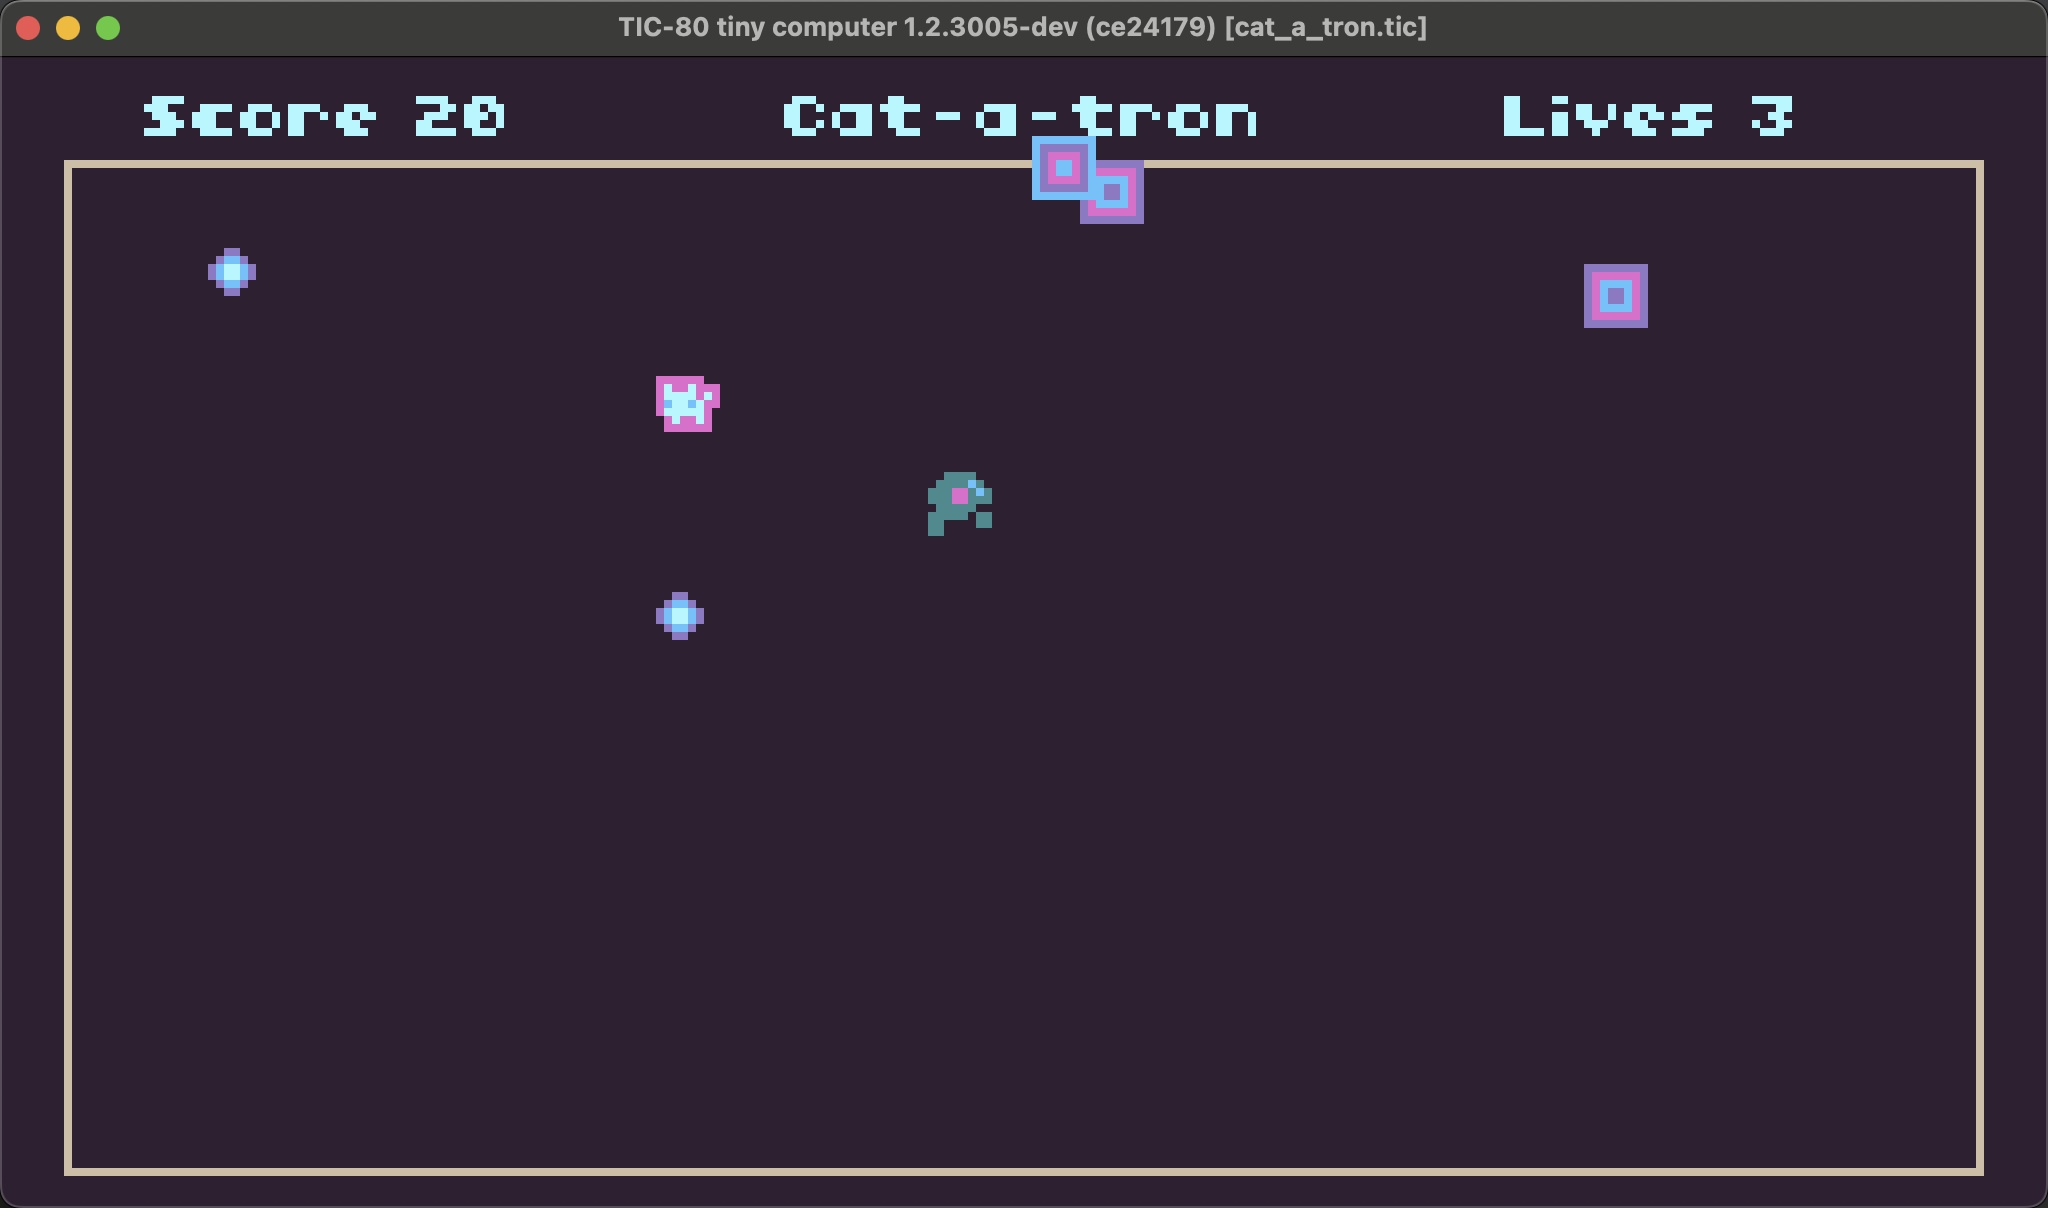 TIC-80 tiny computer 1.2.3005-dev (ce24179) [cat_a_tron.tic]
Score 20 Cat-a-tron Lives 3